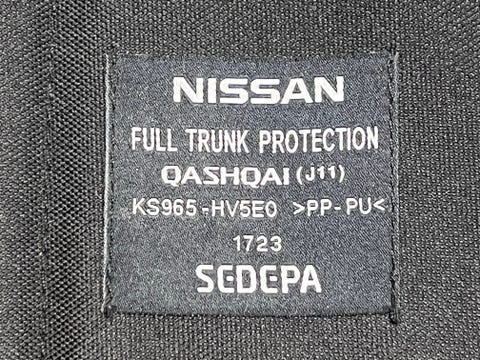 NISSAN
FULL TRUNK PROTECTION
QASHQAI (J11)
KS965-HV5E0 >PP-PU<
1723
SEDEPA